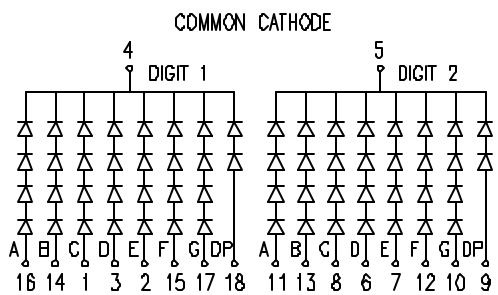 COMMON CATHODE
4 5
DIGIT 1 DIGIT 2
A B C D E F G DP A B C D E F G DP
16 14 1 3 2 15 17 18 11 13 8 6 7 12 10 9